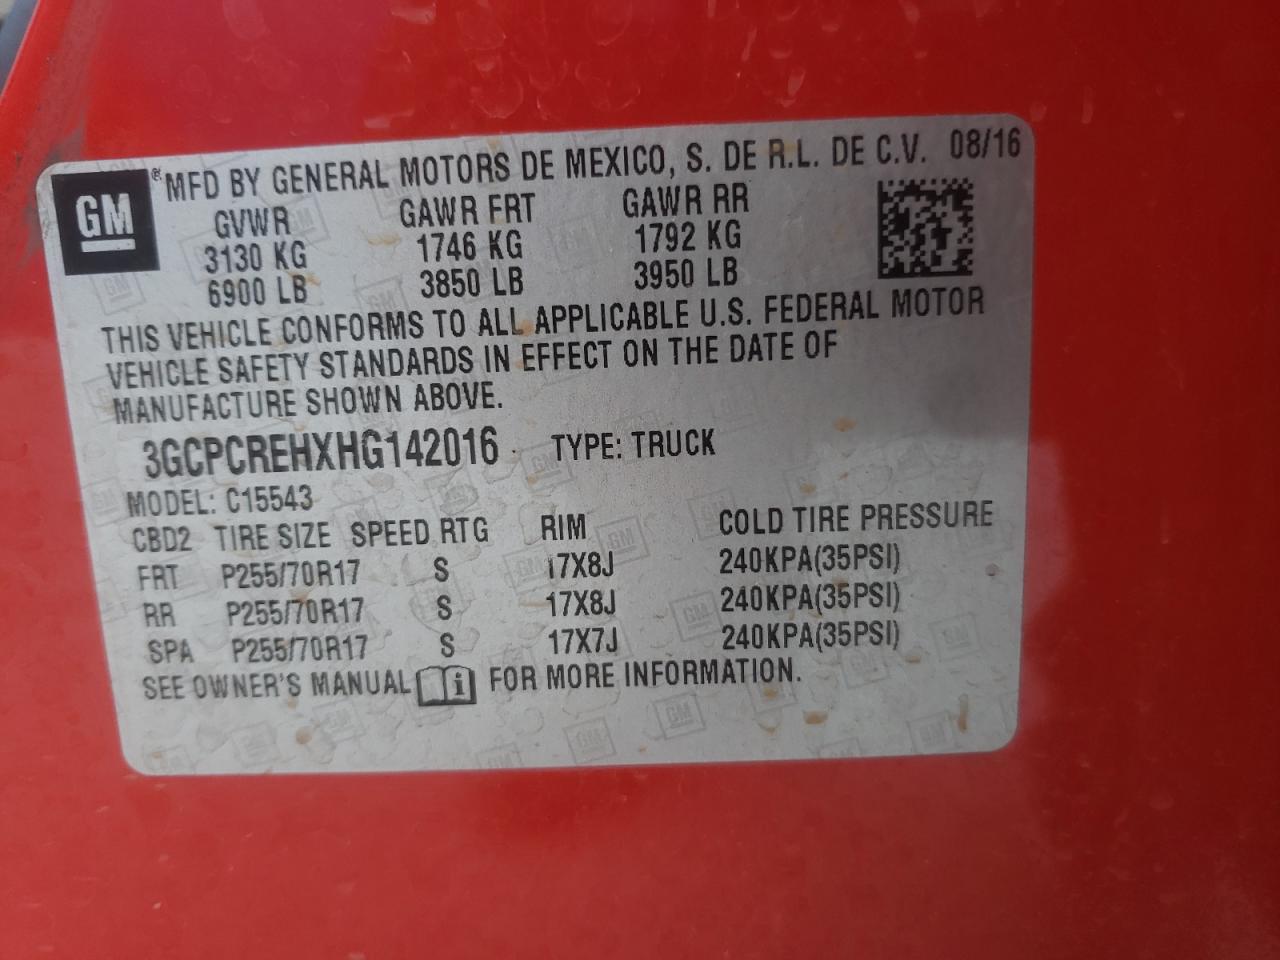 GM ® MFD BY GENERAL MOTORS DE MEXICO, S. DE R.L. DE C.V. 08/16
GVWR GAWR FRT GAWR RR
3130 KG 1746 KG 1792 KG
6900 LB 3850 LB 3950 LB
THIS VEHICLE CONFORMS TO ALL APPLICABLE U.S. FEDERAL MOTOR
VEHICLE SAFETY STANDARDS IN EFFECT ON THE DATE OF
MANUFACTURE SHOWN ABOVE.
3GCPCREHXHG142016 TYPE: TRUCK
MODEL: C15543
CBD2 TIRE SIZE SPEED RTG RIM COLD TIRE PRESSURE
FRT P255/70R17 S 17X8J 240KPA(35PSI)
RR P255/70R17 S 17X8J 240KPA(35PSI)
SPA P255/70R17 S 17X7J 240KPA(35PSI)
SEE OWNER'S MANUAL i FOR MORE INFORMATION.